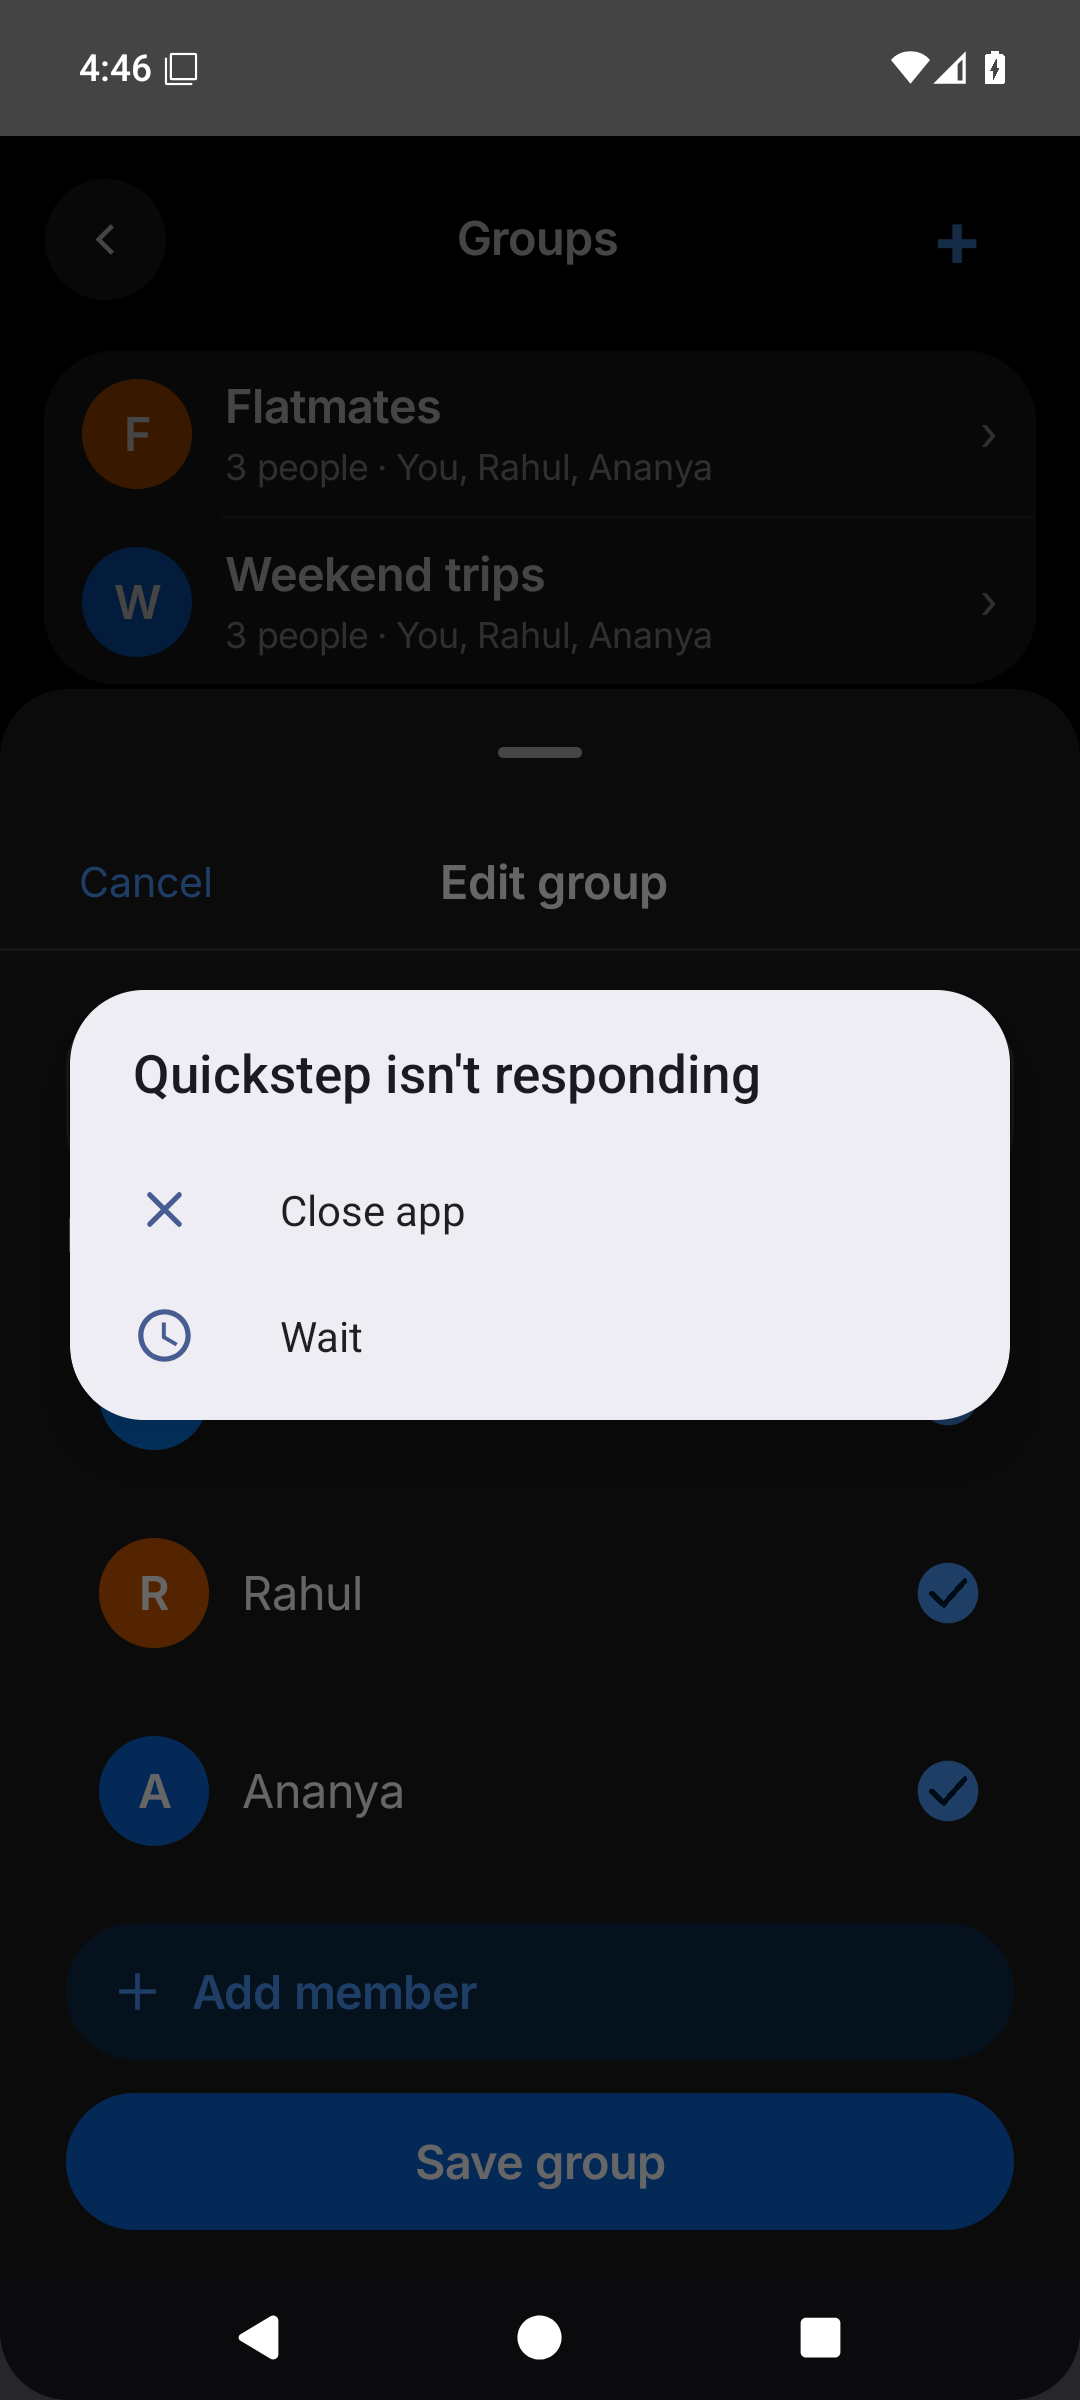 4:46
Groups
F
Flatmates
3 people · You, Rahul, Ananya
W
Weekend trips
3 people · You, Rahul, Ananya
Cancel
Edit group
Quickstep isn't responding
Close app
Wait
R
Rahul
A
Ananya
Add member
Save group